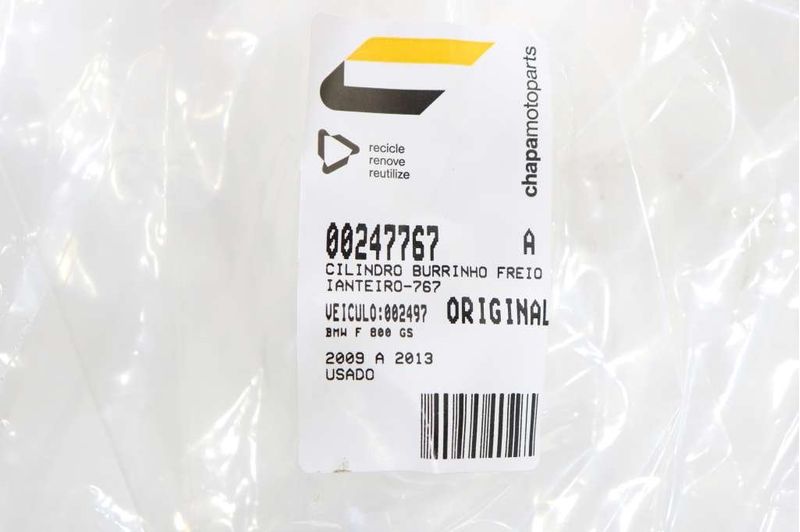 chapamotoparts
recicle
renove
reutilize
00247767 A
CILINDRO BURRINHO FREIO
IANTEIRO-767
VEICULO:002497 ORIGINAL
BMW F 800 GS
2009 A 2013
USADO